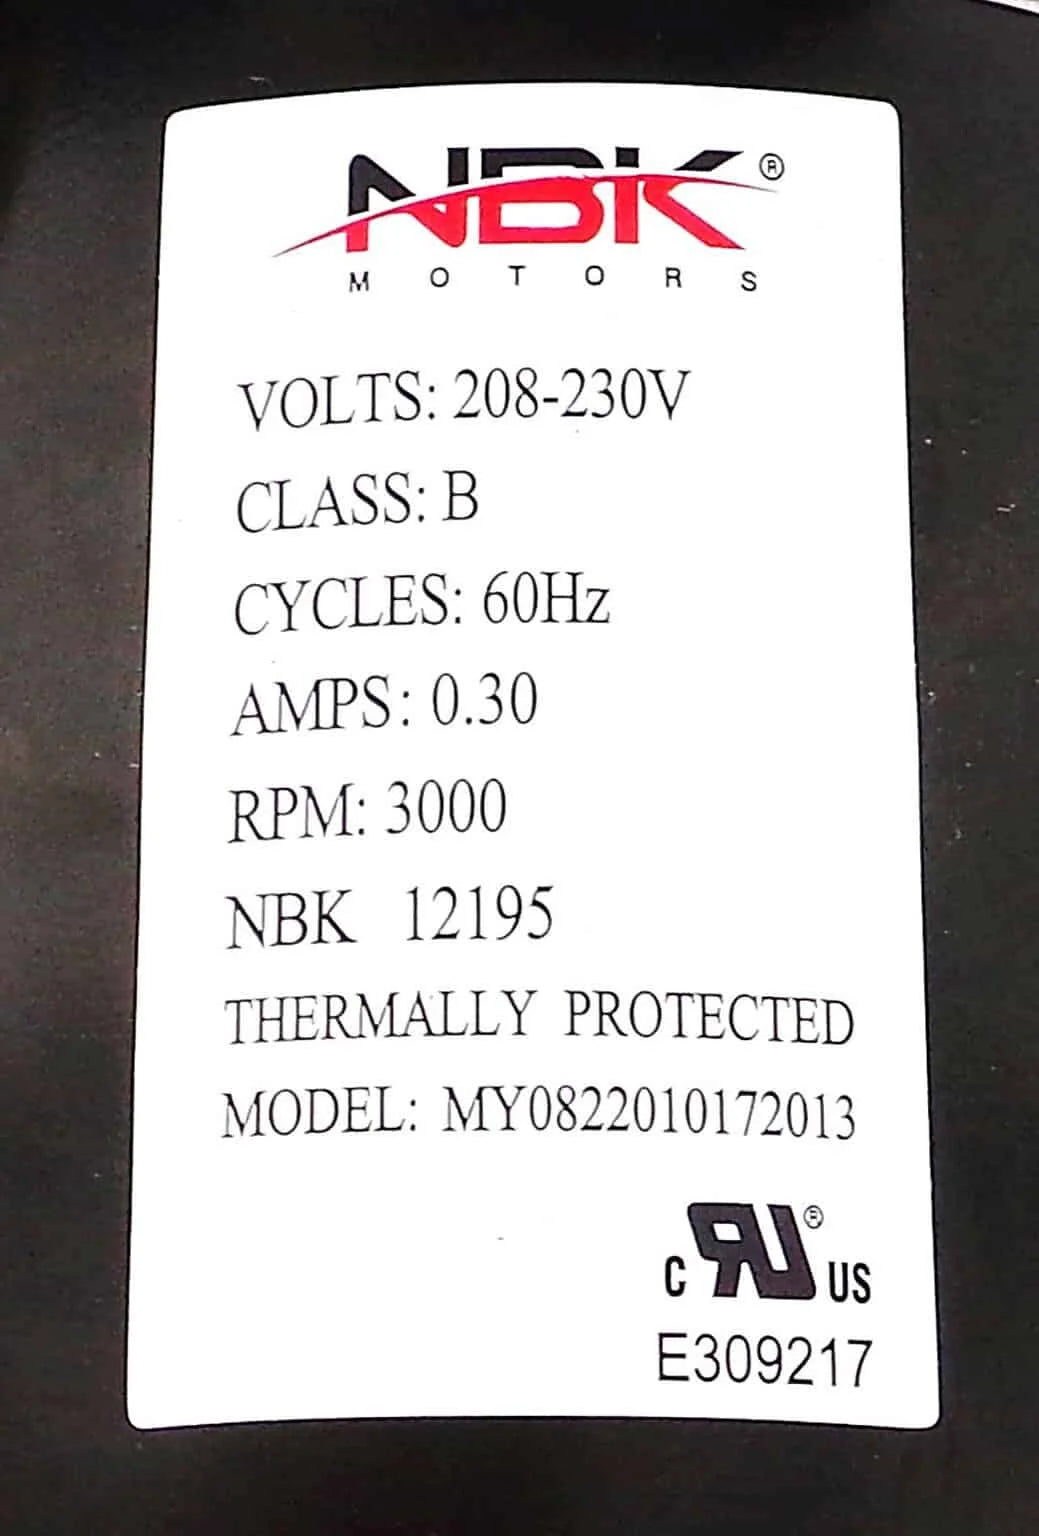 NBK®
MOTORS
VOLTS: 208-230V
CLASS: B
CYCLES: 60Hz
AMPS: 0.30
RPM: 3000
NBK 12195
THERMALLY PROTECTED
MODEL: MY0822010172013
C RU® US
E309217